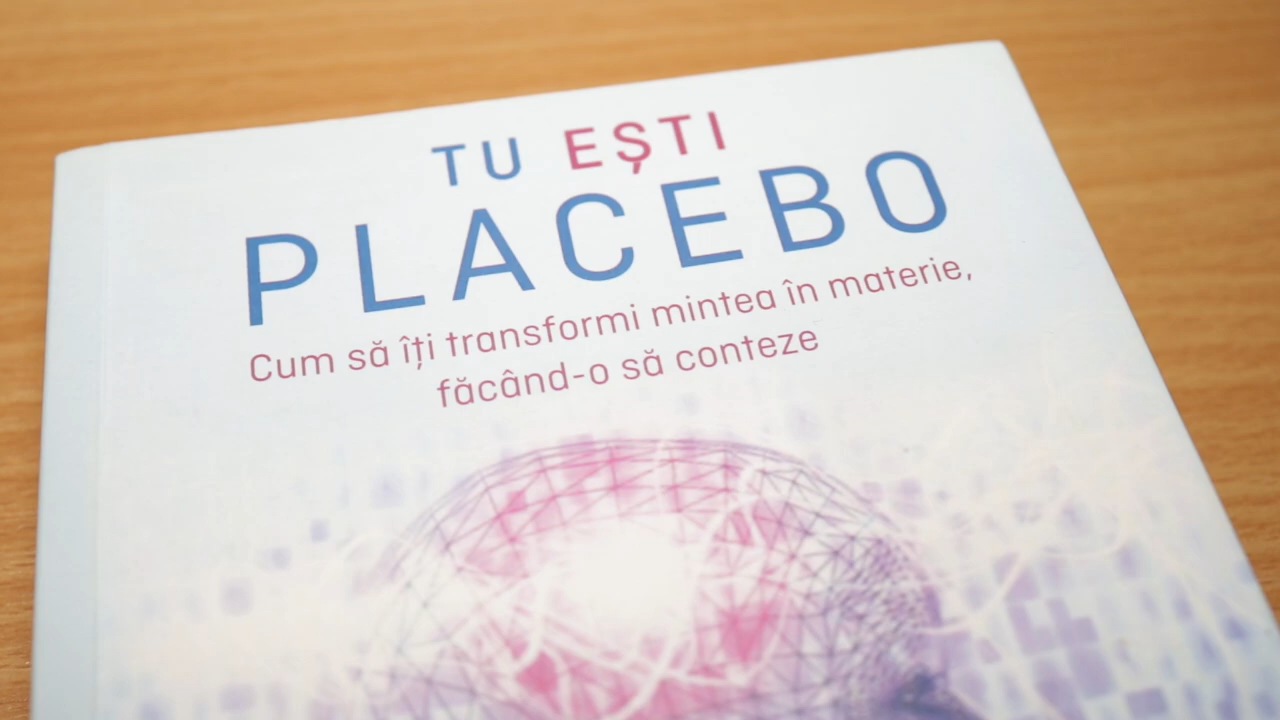 TU EȘTI
PLACEBO
Cum să îți transformi mintea în materie,
făcând-o să conteze